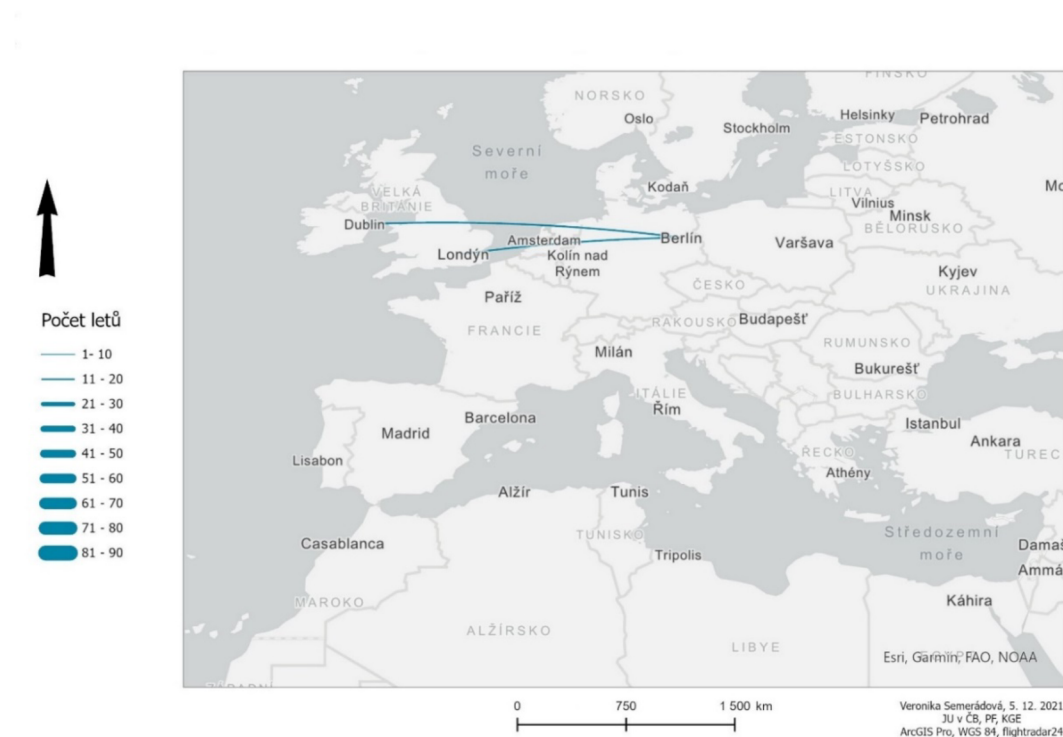 FINSKO
NORSKO
Oslo
Helsinky
Petrohrad
Stockholm
ESTONSKO
Severní
moře
LOTYŠSKO
Kodaň
LITVA
Mo
VELKÁ
BRITÁNIE
Vilnius
Minsk
Dublin
BĚLORUSKO
Amsterdam
Berlín
Varšava
Londýn
Kolín nad
Rýnem
Kyjev
ČESKO
UKRAJINA
Paříž
Počet letů
FRANCIE
RAKOUSKO
Budapešť
1- 10
Milán
RUMUNSKO
11 - 20
Bukurešť
21 - 30
ITÁLIE
BULHARSKO
Řím
31 - 40
Barcelona
Istanbul
Madrid
Ankara
41 - 50
Lisabon
ŘECKO
TUREC
Athény
51 - 60
Alžír
Tunis
61 - 70
71 - 80
TUNISKO
Středozemní
moře
Casablanca
Damaš
81 - 90
Tripolis
Ammá
MAROKO
Káhira
ALŽÍRSKO
LIBYE
Esri, Garmin, FAO, NOAA
0
750
1 500 km
Veronika Semerádová, 5. 12. 2021
JU v ČB, PF, KGE
ArcGIS Pro, WGS 84, flightradar24